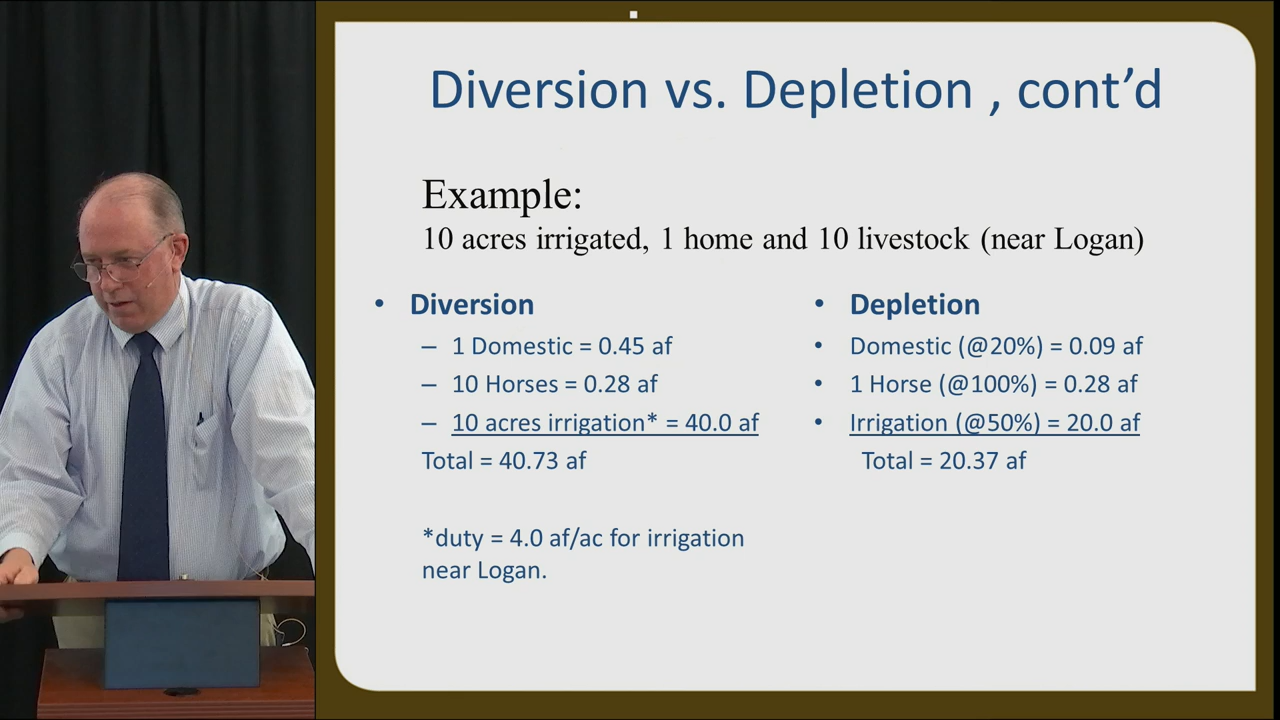 Diversion vs. Depletion , cont’d
Example:
10 acres irrigated, 1 home and 10 livestock (near Logan)
• Diversion
– 1 Domestic = 0.45 af
– 10 Horses = 0.28 af
– 10 acres irrigation* = 40.0 af
Total = 40.73 af
*duty = 4.0 af/ac for irrigation
near Logan.
• Depletion
• Domestic (@20%) = 0.09 af
• 1 Horse (@100%) = 0.28 af
• Irrigation (@50%) = 20.0 af
Total = 20.37 af